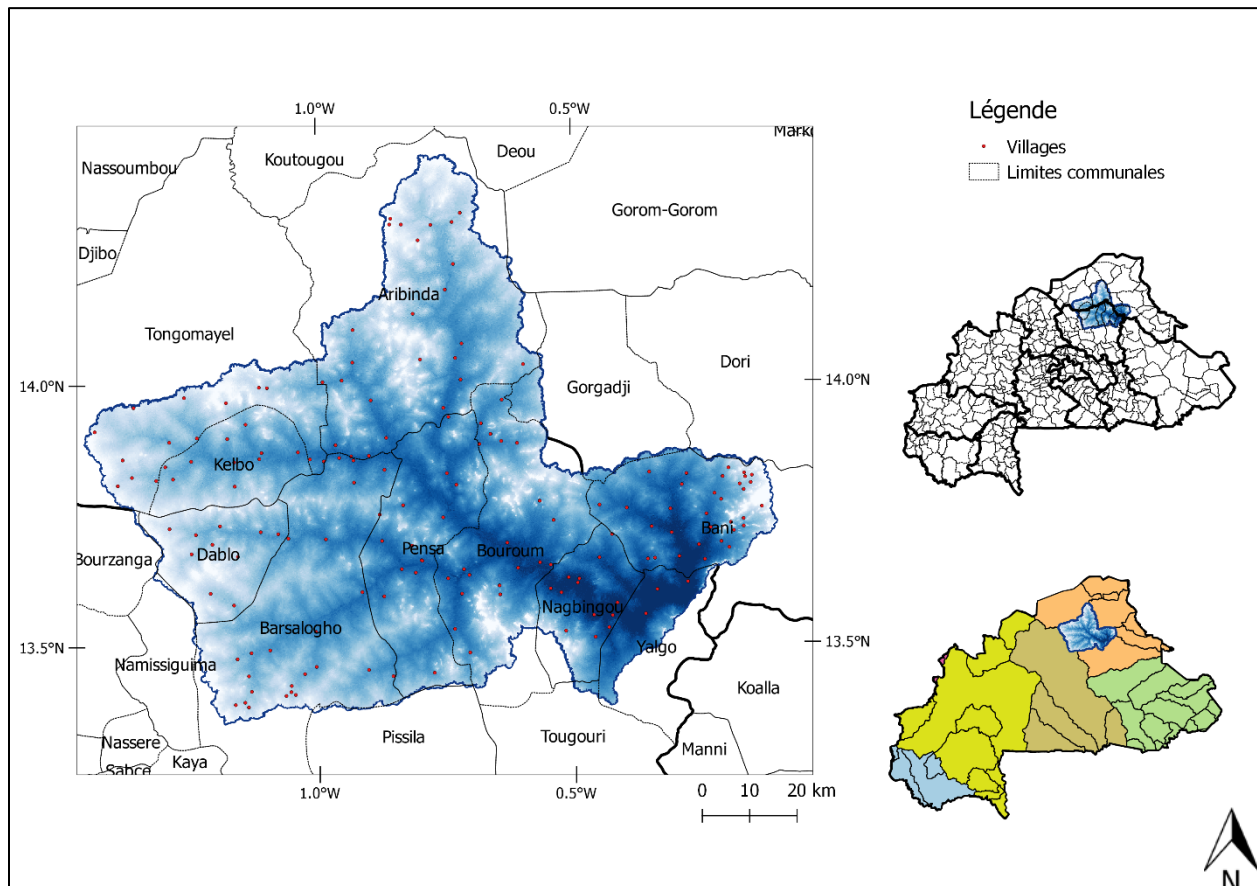 1.0°W
0.5°W
Légende
Villages
Limites communales
Deou
Koutougou
Nassoumbou
Gorom-Gorom
Djibo
Aribinda
Tongomayel
Dori
14.0°N
14.0°N
Gorgadji
Kelbo
Bani
Bourzanga
Dablo
Pensa
Bouroum
Nagbingou
Barsalogho
Yalgo
13.5°N
13.5°N
Namissiguima
Koalla
Pissila
Tougouri
Nassere
Manni
Kaya
1.0°W
0.5°W
0
10
20 km
N